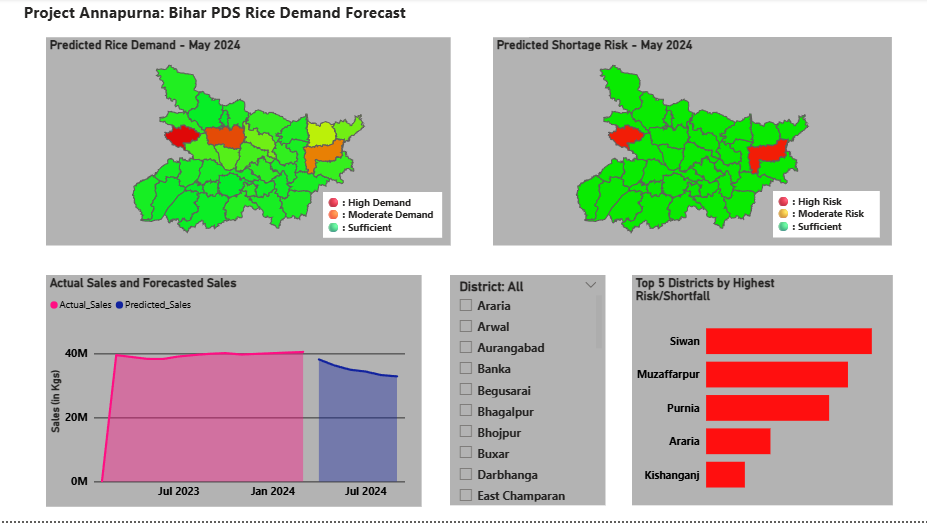 Project Annapurna: Bihar PDS Rice Demand Forecast
Predicted Rice Demand - May 2024
: High Demand
: Moderate Demand
: Sufficient
Predicted Shortage Risk - May 2024
: High Risk
: Moderate Risk
: Sufficient
Actual Sales and Forecasted Sales
Actual_Sales Predicted_Sales
Sales (in Kgs)
40M
20M
0M
Jul 2023 Jan 2024 Jul 2024
District: All
Araria
Arwal
Aurangabad
Banka
Begusarai
Bhagalpur
Bhojpur
Buxar
Darbhanga
East Champaran
Top 5 Districts by Highest
Risk/Shortfall
Siwan
Muzaffarpur
Purnia
Araria
Kishanganj